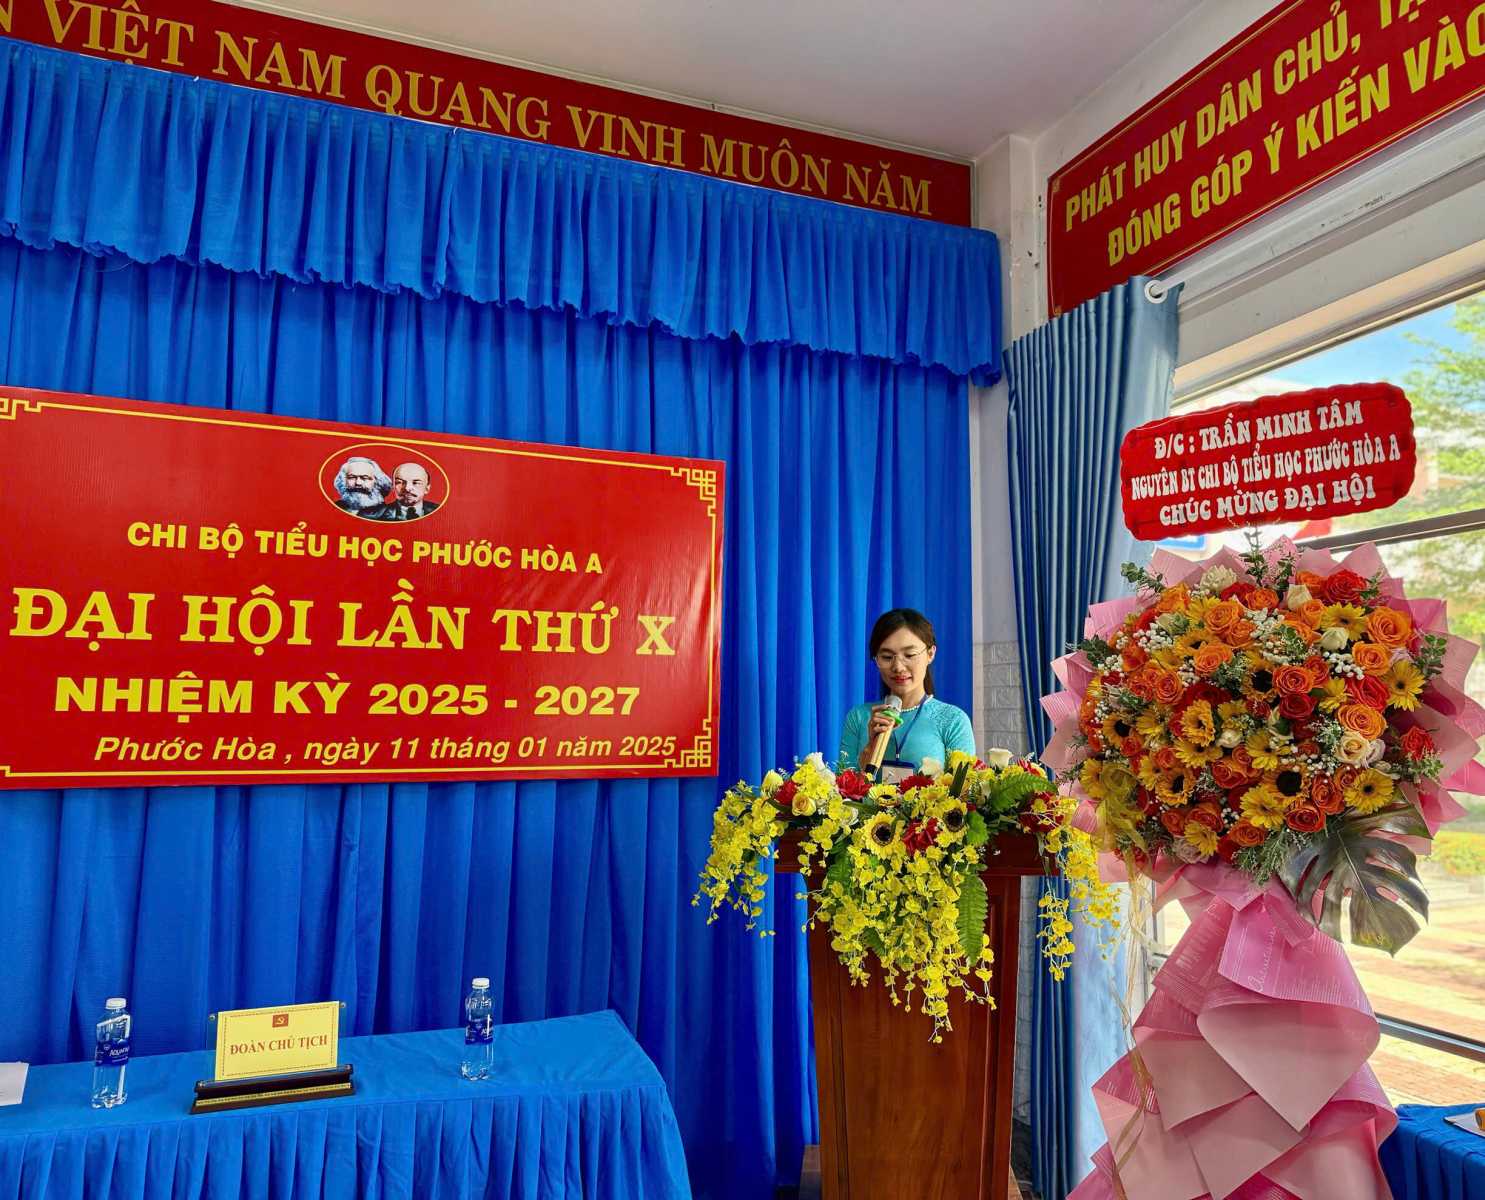 VIỆT NAM QUANG VINH MUÔN NĂM
PHÁT HUY DÂN CHỦ,
ĐÓNG GÓP Ý KIẾN VÀO
Đ/C : TRẦN MINH TÂM
NGUYÊN BT CHI BỘ TIỂU HỌC PHƯỚC HÒA A
CHÚC MỪNG ĐẠI HỘI
CHI BỘ TIỂU HỌC PHƯỚC HÒA A
ĐẠI HỘI LẦN THỨ X
NHIỆM KỲ 2025 - 2027
Phước Hòa , ngày 11 tháng 01 năm 2025
ĐOÀN CHỦ TỊCH